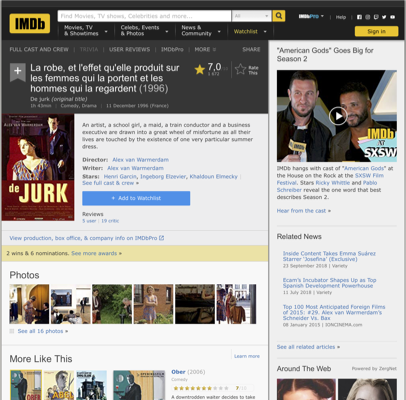 IMDb
Find Movies, TV shows, Celebrities and more...
All
IMDbPro
Help
Movies, TV
& Showtimes
Celebs, Events
& Photos
News &
Community
Watchlist
Sign in
FULL CAST AND CREW | TRIVIA | USER REVIEWS | IMDbPro | MORE
SHARE
La robe, et l'effet qu'elle produit sur
les femmes qui la portent et les
hommes qui la regardent (1996)
De jurk (original title)
1h 43min | Comedy, Drama | 11 December 1996 (France)
7,0
Rate
This
de
JURK
An artist, a school girl, a maid, a train conductor and a business
executive are drawn into a great wheel of misfortune as all their
lives are touched by the existence of one very particular summer
dress.
Director: Alex van Warmerdam
Writer: Alex van Warmerdam
Stars: Henri Garcin, Ingeborg Elzevier, Khaldoun Elmecky |
See full cast & crew »
+ Add to Watchlist
Reviews
5 user | 19 critic
View production, box office, & company info on IMDbPro
2 wins & 6 nominations. See more awards »
Photos
See all 16 photos »
More Like This
Learn more
Ober (2006)
Comedy
A downtrodden waiter decides to take
"American Gods" Goes Big for
Season 2
IMDb
at
SXSW
IMDb hangs with cast of "American Gods" at
the House on the Rock at the SXSW Film
Festival. Stars Ricky Whittle and Pablo
Schreiber reveal the one word that best
describes Season 2.
Hear from the cast »
Related News
Inside Contact Takes Emma Suárez
Starrer 'Josefina' (Exclusive)
23 September 2018 | Variety
Ecam's Incubator Shapes up as Top
Spanish Development Powerhouse
11 July 2018 | Variety
Top 100 Most Anticipated Foreign Films
of 2015: #29. Alex van Warmerdam's
Schneider Vs. Bax
08 January 2015 | IONCINEMA.com
See all related articles »
Around The Web
Powered by ZergNet